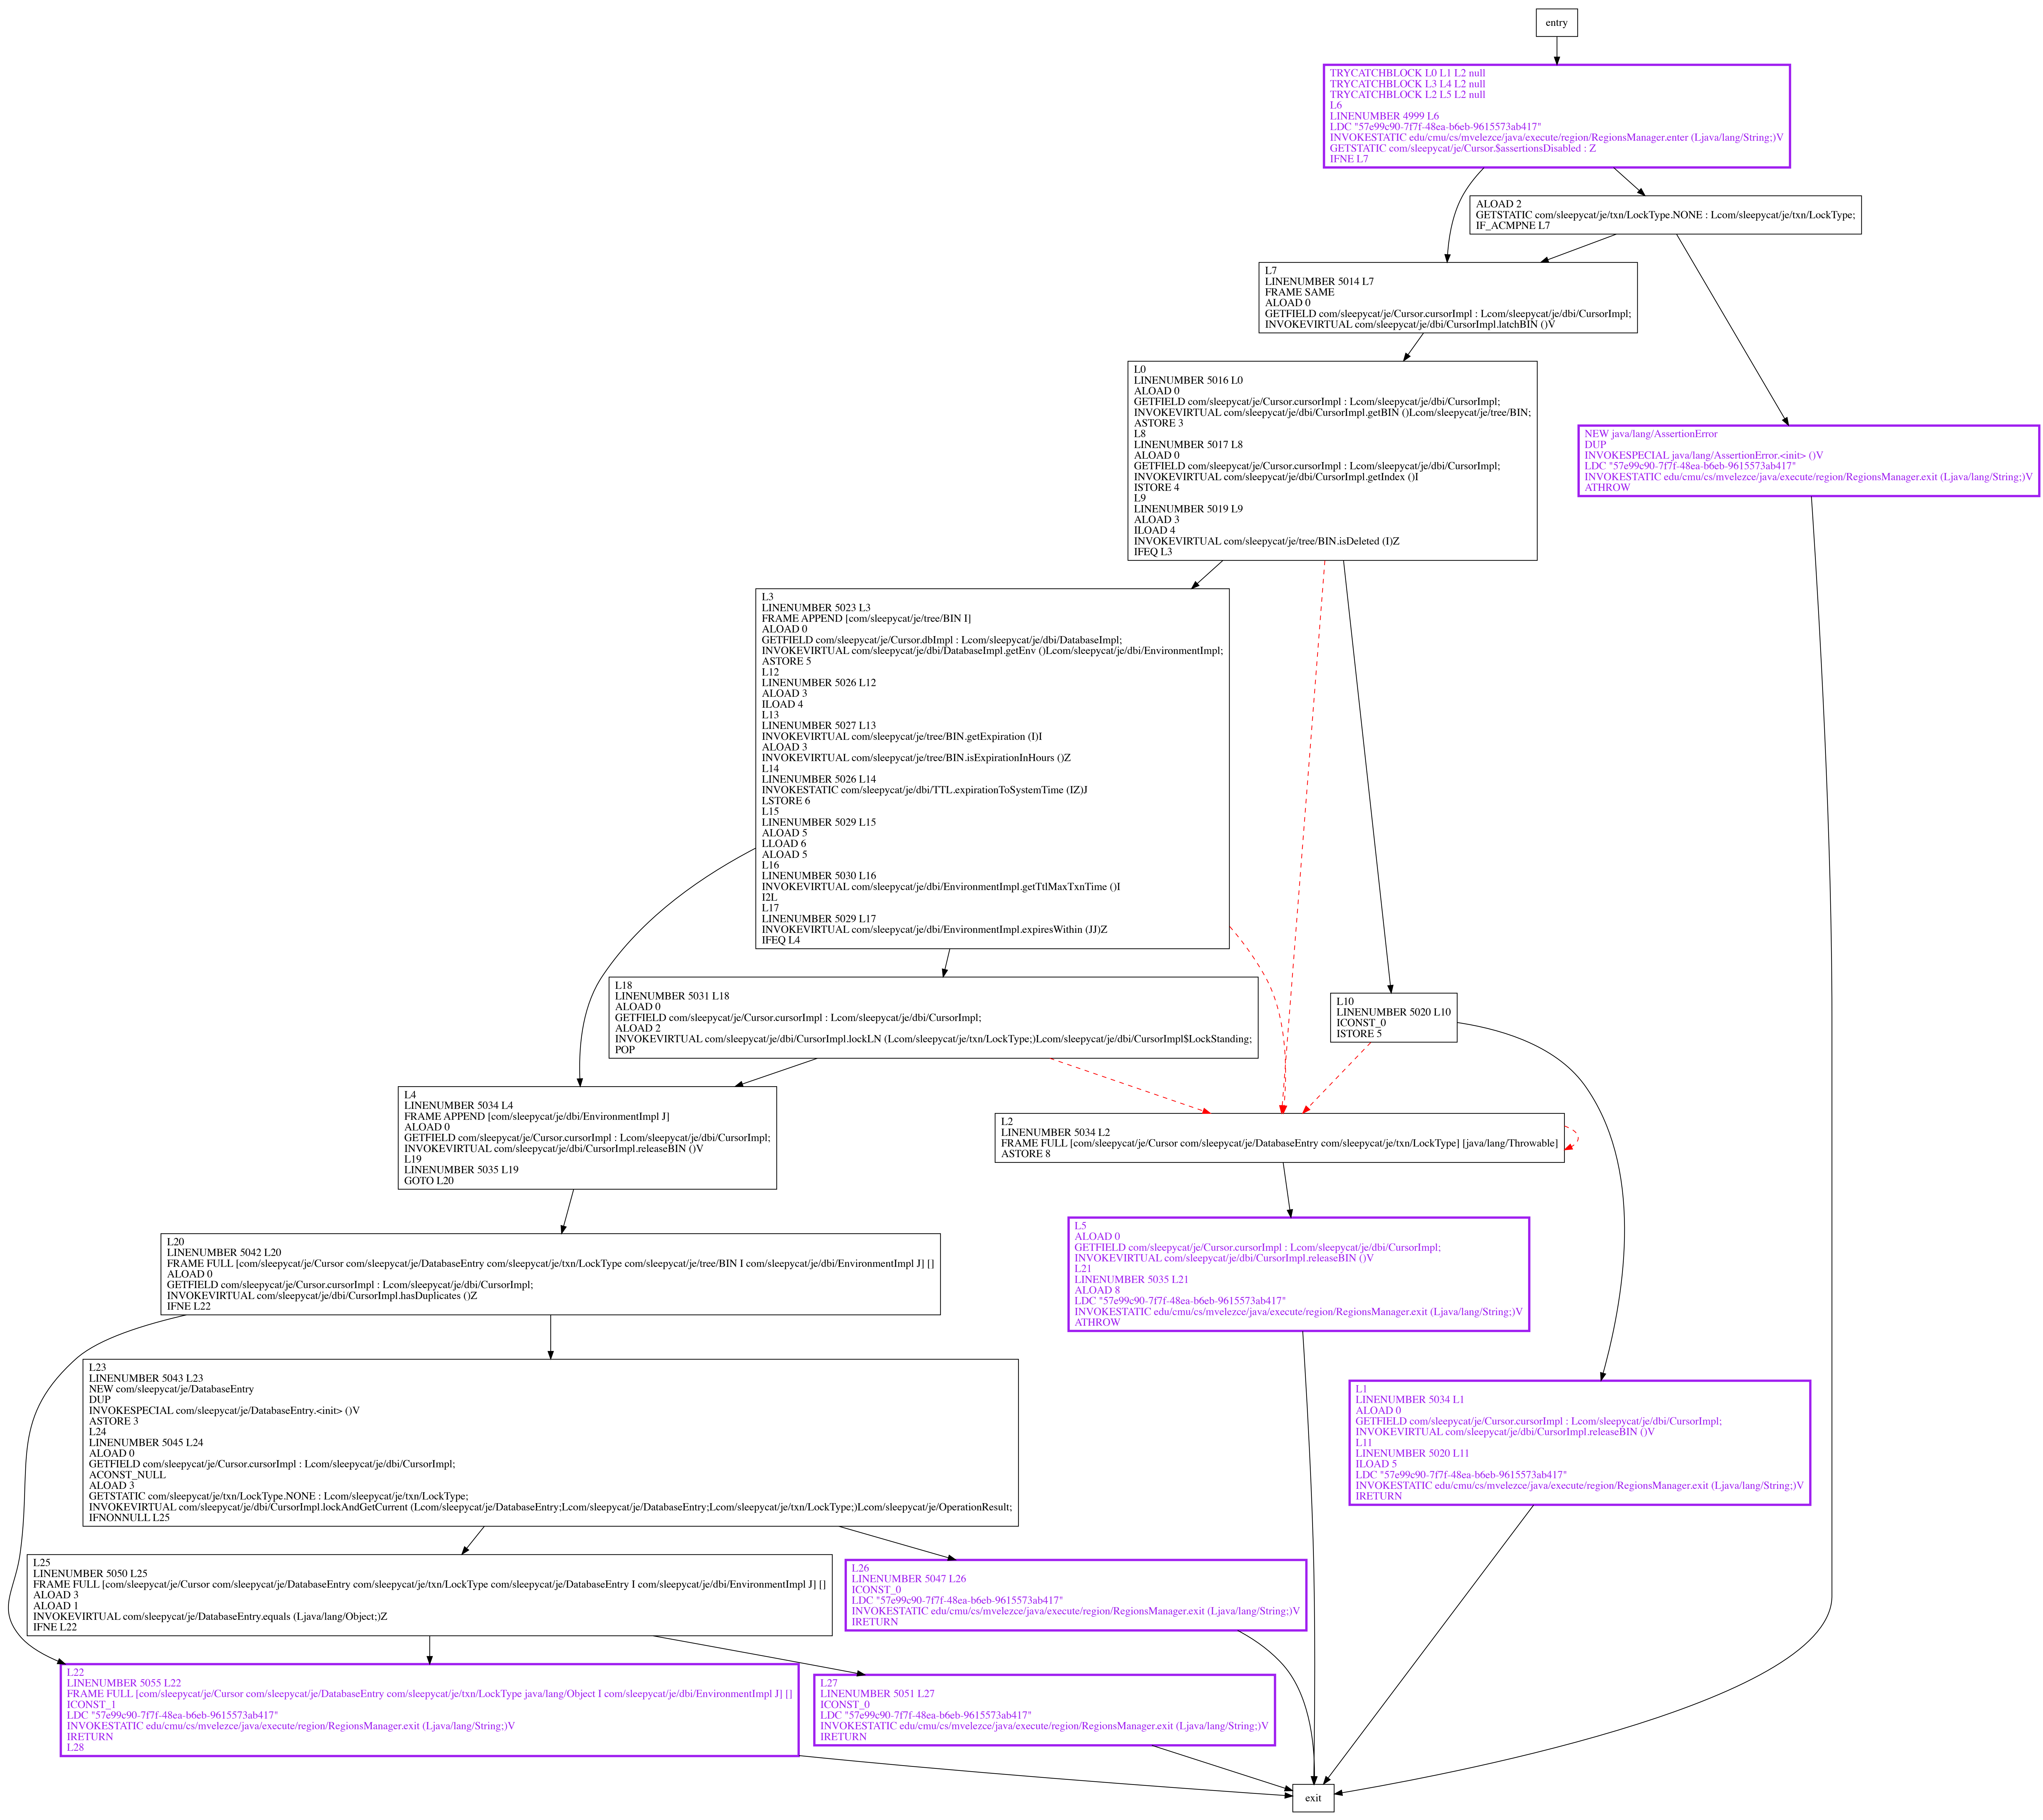 entry
TRYCATCHBLOCK L0 L1 L2 null
TRYCATCHBLOCK L3 L4 L2 null
TRYCATCHBLOCK L2 L5 L2 null
L6
LINENUMBER 4999 L6
LDC "57e99c90-7f7f-48ea-b6eb-9615573ab417"
INVOKESTATIC edu/cmu/cs/mvelezce/java/execute/region/RegionsManager.enter (Ljava/lang/String;)V
GETSTATIC com/sleepycat/je/Cursor.$assertionsDisabled : Z
IFNE L7
ALOAD 2
GETSTATIC com/sleepycat/je/txn/LockType.NONE : Lcom/sleepycat/je/txn/LockType;
IF_ACMPNE L7
L7
LINENUMBER 5014 L7
FRAME SAME
ALOAD 0
GETFIELD com/sleepycat/je/Cursor.cursorImpl : Lcom/sleepycat/je/dbi/CursorImpl;
INVOKEVIRTUAL com/sleepycat/je/dbi/CursorImpl.latchBIN ()V
L0
LINENUMBER 5016 L0
ALOAD 0
GETFIELD com/sleepycat/je/Cursor.cursorImpl : Lcom/sleepycat/je/dbi/CursorImpl;
INVOKEVIRTUAL com/sleepycat/je/dbi/CursorImpl.getBIN ()Lcom/sleepycat/je/tree/BIN;
ASTORE 3
L8
LINENUMBER 5017 L8
ALOAD 0
GETFIELD com/sleepycat/je/Cursor.cursorImpl : Lcom/sleepycat/je/dbi/CursorImpl;
INVOKEVIRTUAL com/sleepycat/je/dbi/CursorImpl.getIndex ()I
ISTORE 4
L9
LINENUMBER 5019 L9
ALOAD 3
ILOAD 4
INVOKEVIRTUAL com/sleepycat/je/tree/BIN.isDeleted (I)Z
IFEQ L3
NEW java/lang/AssertionError
DUP
INVOKESPECIAL java/lang/AssertionError.<init> ()V
LDC "57e99c90-7f7f-48ea-b6eb-9615573ab417"
INVOKESTATIC edu/cmu/cs/mvelezce/java/execute/region/RegionsManager.exit (Ljava/lang/String;)V
ATHROW
L3
LINENUMBER 5023 L3
FRAME APPEND [com/sleepycat/je/tree/BIN I]
ALOAD 0
GETFIELD com/sleepycat/je/Cursor.dbImpl : Lcom/sleepycat/je/dbi/DatabaseImpl;
INVOKEVIRTUAL com/sleepycat/je/dbi/DatabaseImpl.getEnv ()Lcom/sleepycat/je/dbi/EnvironmentImpl;
ASTORE 5
L12
LINENUMBER 5026 L12
ALOAD 3
ILOAD 4
L13
LINENUMBER 5027 L13
INVOKEVIRTUAL com/sleepycat/je/tree/BIN.getExpiration (I)I
ALOAD 3
INVOKEVIRTUAL com/sleepycat/je/tree/BIN.isExpirationInHours ()Z
L14
LINENUMBER 5026 L14
INVOKESTATIC com/sleepycat/je/dbi/TTL.expirationToSystemTime (IZ)J
LSTORE 6
L15
LINENUMBER 5029 L15
ALOAD 5
LLOAD 6
ALOAD 5
L16
LINENUMBER 5030 L16
INVOKEVIRTUAL com/sleepycat/je/dbi/EnvironmentImpl.getTtlMaxTxnTime ()I
I2L
L17
LINENUMBER 5029 L17
INVOKEVIRTUAL com/sleepycat/je/dbi/EnvironmentImpl.expiresWithin (JJ)Z
IFEQ L4
L18
LINENUMBER 5031 L18
ALOAD 0
GETFIELD com/sleepycat/je/Cursor.cursorImpl : Lcom/sleepycat/je/dbi/CursorImpl;
ALOAD 2
INVOKEVIRTUAL com/sleepycat/je/dbi/CursorImpl.lockLN (Lcom/sleepycat/je/txn/LockType;)Lcom/sleepycat/je/dbi/CursorImpl$LockStanding;
POP
L10
LINENUMBER 5020 L10
ICONST_0
ISTORE 5
L4
LINENUMBER 5034 L4
FRAME APPEND [com/sleepycat/je/dbi/EnvironmentImpl J]
ALOAD 0
GETFIELD com/sleepycat/je/Cursor.cursorImpl : Lcom/sleepycat/je/dbi/CursorImpl;
INVOKEVIRTUAL com/sleepycat/je/dbi/CursorImpl.releaseBIN ()V
L19
LINENUMBER 5035 L19
GOTO L20
L2
LINENUMBER 5034 L2
FRAME FULL [com/sleepycat/je/Cursor com/sleepycat/je/DatabaseEntry com/sleepycat/je/txn/LockType] [java/lang/Throwable]
ASTORE 8
L5
ALOAD 0
GETFIELD com/sleepycat/je/Cursor.cursorImpl : Lcom/sleepycat/je/dbi/CursorImpl;
INVOKEVIRTUAL com/sleepycat/je/dbi/CursorImpl.releaseBIN ()V
L21
LINENUMBER 5035 L21
ALOAD 8
LDC "57e99c90-7f7f-48ea-b6eb-9615573ab417"
INVOKESTATIC edu/cmu/cs/mvelezce/java/execute/region/RegionsManager.exit (Ljava/lang/String;)V
ATHROW
L20
LINENUMBER 5042 L20
FRAME FULL [com/sleepycat/je/Cursor com/sleepycat/je/DatabaseEntry com/sleepycat/je/txn/LockType com/sleepycat/je/tree/BIN I com/sleepycat/je/dbi/EnvironmentImpl J] []
ALOAD 0
GETFIELD com/sleepycat/je/Cursor.cursorImpl : Lcom/sleepycat/je/dbi/CursorImpl;
INVOKEVIRTUAL com/sleepycat/je/dbi/CursorImpl.hasDuplicates ()Z
IFNE L22
L23
LINENUMBER 5043 L23
NEW com/sleepycat/je/DatabaseEntry
DUP
INVOKESPECIAL com/sleepycat/je/DatabaseEntry.<init> ()V
ASTORE 3
L24
LINENUMBER 5045 L24
ALOAD 0
GETFIELD com/sleepycat/je/Cursor.cursorImpl : Lcom/sleepycat/je/dbi/CursorImpl;
ACONST_NULL
ALOAD 3
GETSTATIC com/sleepycat/je/txn/LockType.NONE : Lcom/sleepycat/je/txn/LockType;
INVOKEVIRTUAL com/sleepycat/je/dbi/CursorImpl.lockAndGetCurrent (Lcom/sleepycat/je/DatabaseEntry;Lcom/sleepycat/je/DatabaseEntry;Lcom/sleepycat/je/txn/LockType;)Lcom/sleepycat/je/OperationResult;
IFNONNULL L25
L1
LINENUMBER 5034 L1
ALOAD 0
GETFIELD com/sleepycat/je/Cursor.cursorImpl : Lcom/sleepycat/je/dbi/CursorImpl;
INVOKEVIRTUAL com/sleepycat/je/dbi/CursorImpl.releaseBIN ()V
L11
LINENUMBER 5020 L11
ILOAD 5
LDC "57e99c90-7f7f-48ea-b6eb-9615573ab417"
INVOKESTATIC edu/cmu/cs/mvelezce/java/execute/region/RegionsManager.exit (Ljava/lang/String;)V
IRETURN
L25
LINENUMBER 5050 L25
FRAME FULL [com/sleepycat/je/Cursor com/sleepycat/je/DatabaseEntry com/sleepycat/je/txn/LockType com/sleepycat/je/DatabaseEntry I com/sleepycat/je/dbi/EnvironmentImpl J] []
ALOAD 3
ALOAD 1
INVOKEVIRTUAL com/sleepycat/je/DatabaseEntry.equals (Ljava/lang/Object;)Z
IFNE L22
L26
LINENUMBER 5047 L26
ICONST_0
LDC "57e99c90-7f7f-48ea-b6eb-9615573ab417"
INVOKESTATIC edu/cmu/cs/mvelezce/java/execute/region/RegionsManager.exit (Ljava/lang/String;)V
IRETURN
L22
LINENUMBER 5055 L22
FRAME FULL [com/sleepycat/je/Cursor com/sleepycat/je/DatabaseEntry com/sleepycat/je/txn/LockType java/lang/Object I com/sleepycat/je/dbi/EnvironmentImpl J] []
ICONST_1
LDC "57e99c90-7f7f-48ea-b6eb-9615573ab417"
INVOKESTATIC edu/cmu/cs/mvelezce/java/execute/region/RegionsManager.exit (Ljava/lang/String;)V
IRETURN
L28
L27
LINENUMBER 5051 L27
ICONST_0
LDC "57e99c90-7f7f-48ea-b6eb-9615573ab417"
INVOKESTATIC edu/cmu/cs/mvelezce/java/execute/region/RegionsManager.exit (Ljava/lang/String;)V
IRETURN
exit